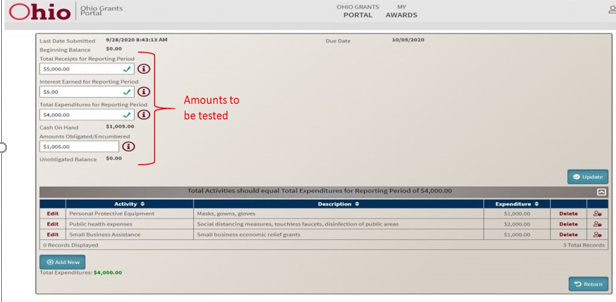 Ohio Ohio Grants Portal
OHIO GRANTS PORTAL
MY AWARDS
Last Date Submitted 9/28/2020 8:43:13 AM
Due Date 10/05/2020
Beginning Balance $0.00
Total Receipts for Reporting Period
$5,000.00
Interest Earned for Reporting Period
$5.00
Total Expenditures for Reporting Period
$4,000.00
Cash On Hand $1,005.00
Amounts Obligated/Encumbered
$1,005.00
Unobligated Balance $0.00
Amounts to
be tested
Update
Total Activities should equal Total Expenditures for Reporting Period of $4,000.00
Activity Description Expenditure
Edit Personal Protective Equipment Masks, gowns, gloves $1,000.00 Delete
Edit Public health expenses Social distancing measures, touchless faucets, disinfection of public areas $2,000.00 Delete
Edit Small Business Assistance Small business economic relief grants $1,000.00 Delete
0 Records Displayed 3 Total Records
Add New
Total Expenditures: $4,000.00
Return